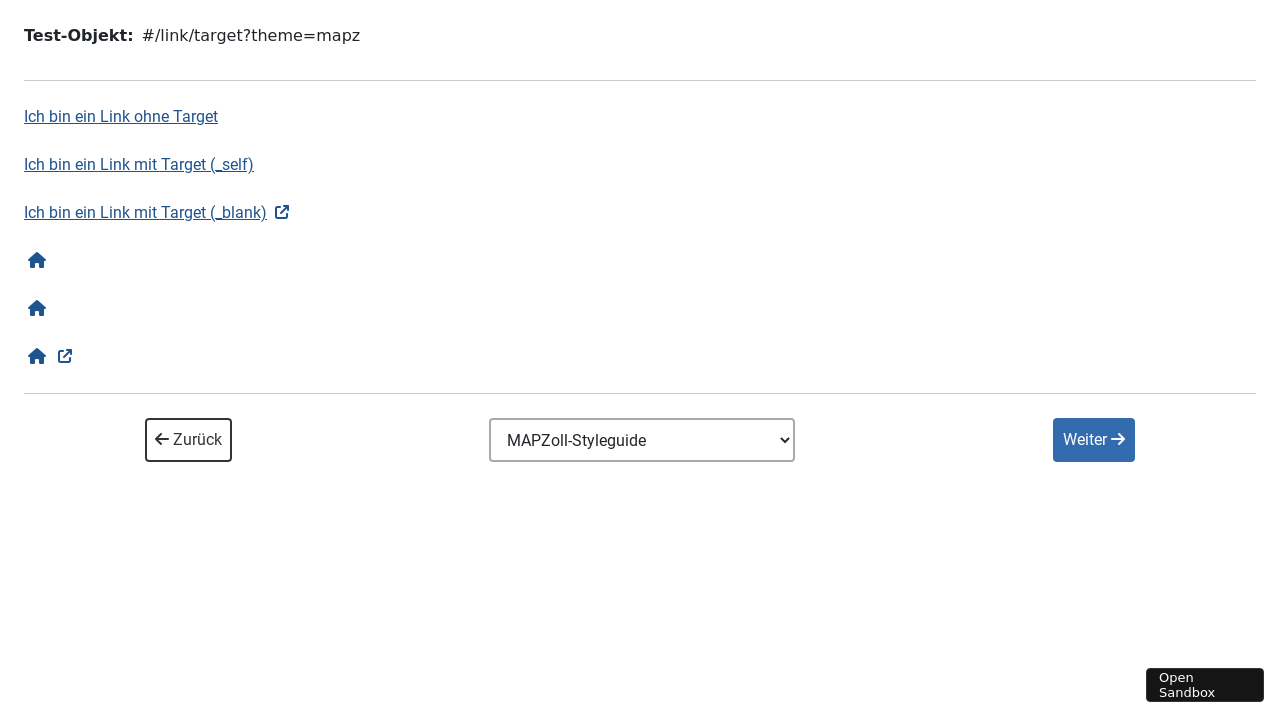 Test-Objekt: #/link/target?theme=mapz
Ich bin ein Link ohne Target
Ich bin ein Link mit Target (_self)
Ich bin ein Link mit Target (_blank)
Zurück
MAPZoll-Styleguide
Weiter
Open
Sandbox